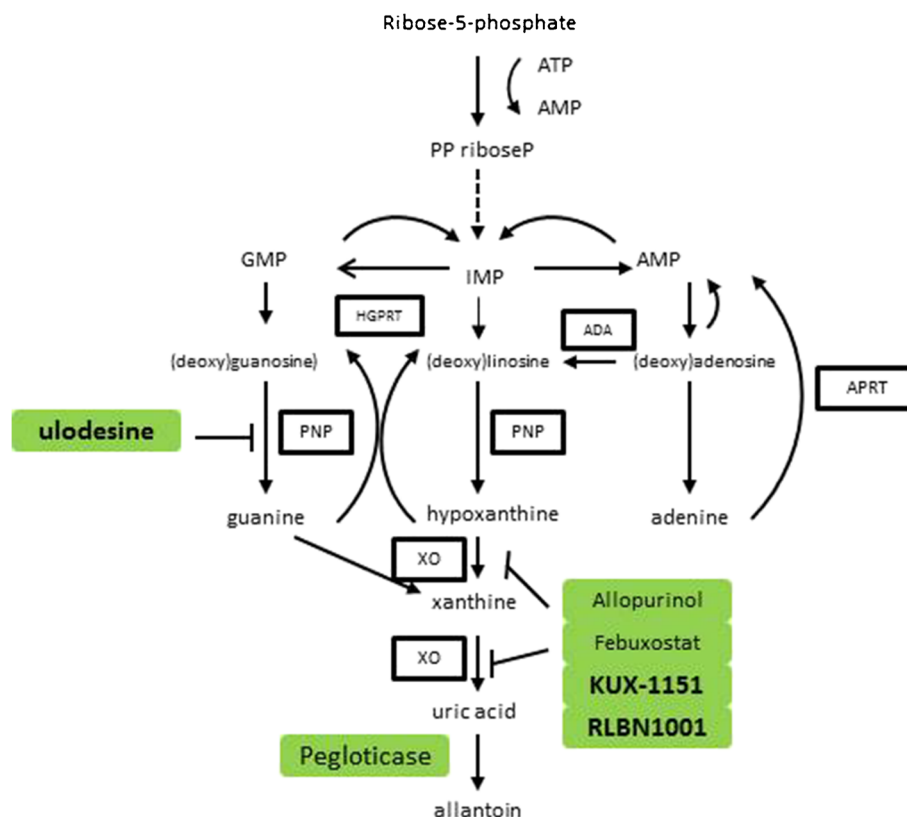 Ribose-5-phosphate
ATP
AMP
PP riboseP
GMP
IMP
AMP
HGPRT
ADA
(deoxy)guanosine)
(deoxy)linosine
(deoxy)adenosine
APRT
ulodesine
PNP
PNP
guanine
hypoxanthine
adenine
XO
xanthine
Allopurinol
Febuxostat
XO
KUX-1151
uric acid
RLBN1001
Pegloticase
allantoin